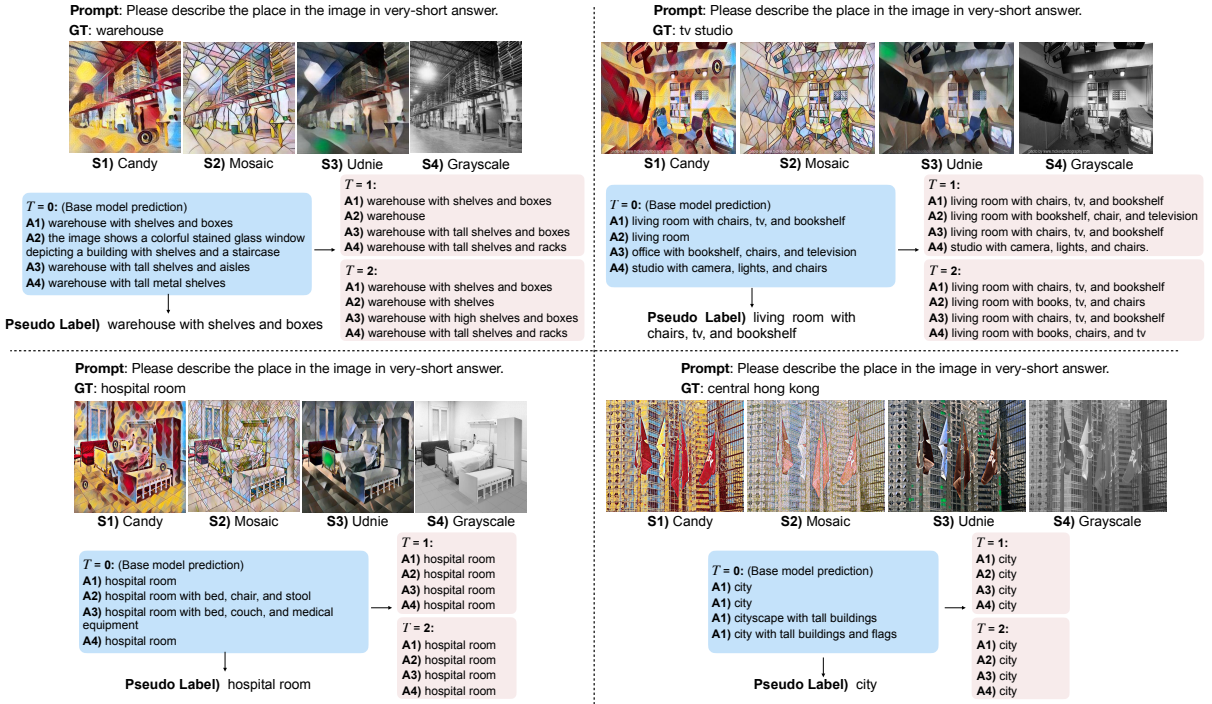 Prompt: Please describe the place in the image in very-short answer.
GT: warehouse
S1) Candy
S2) Mosaic
S3) Udnie
S4) Grayscale
T = 0: (Base model prediction)
A1) warehouse with shelves and boxes
A2) the image shows a colorful stained glass window
depicting a building with shelves and a staircase
A3) warehouse with tall shelves and aisles
A4) warehouse with tall metal shelves
Pseudo Label) warehouse with shelves and boxes
T = 1:
A1) warehouse with shelves and boxes
A2) warehouse
A3) warehouse with tall shelves and boxes
A4) warehouse with tall shelves and racks
T = 2:
A1) warehouse with shelves and boxes
A2) warehouse with shelves
A3) warehouse with high shelves and boxes
A4) warehouse with tall shelves and racks
Prompt: Please describe the place in the image in very-short answer.
GT: tv studio
S1) Candy
S2) Mosaic
S3) Udnie
S4) Grayscale
T = 0: (Base model prediction)
A1) living room with chairs, tv, and bookshelf
A2) living room
A3) office with bookshelf, chairs, and television
A4) studio with camera, lights, and chairs
Pseudo Label) living room with
chairs, tv, and bookshelf
T = 1:
A1) living room with chairs, tv, and bookshelf
A2) living room with bookshelf, chair, and television
A3) living room with chairs, tv, and bookshelf
A4) studio with camera, lights, and chairs.
T = 2:
A1) living room with chairs, tv, and bookshelf
A2) living room with books, tv, and chairs
A3) living room with chairs, tv, and bookshelf
A4) living room with books, chairs, and tv
Prompt: Please describe the place in the image in very-short answer.
GT: hospital room
S1) Candy
S2) Mosaic
S3) Udnie
S4) Grayscale
T = 0: (Base model prediction)
A1) hospital room
A2) hospital room with bed, chair, and stool
A3) hospital room with bed, couch, and medical
equipment
A4) hospital room
Pseudo Label) hospital room
T = 1:
A1) hospital room
A2) hospital room
A3) hospital room
A4) hospital room
T = 2:
A1) hospital room
A2) hospital room
A3) hospital room
A4) hospital room
Prompt: Please describe the place in the image in very-short answer.
GT: central hong kong
S1) Candy
S2) Mosaic
S3) Udnie
S4) Grayscale
T = 0: (Base model prediction)
A1) city
A1) city
A1) cityscape with tall buildings
A1) city with tall buildings and flags
Pseudo Label) city
T = 1:
A1) city
A2) city
A3) city
A4) city
T = 2:
A1) city
A2) city
A3) city
A4) city